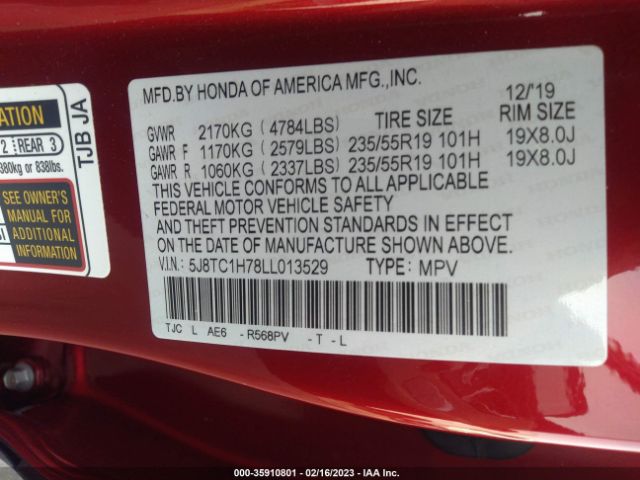 ATION
2 REAR 3
380kg or 838lbs.
SEE OWNER'S
MANUAL FOR
ADDITIONAL
INFORMATION
TJB JA
MFD.BY HONDA OF AMERICA MFG.,INC. 12/'19
GVWR 2170KG ( 4784LBS) TIRE SIZE RIM SIZE
GAWR F 1170KG ( 2579LBS) 235/55R19 101H 19X8.0J
GAWR R 1060KG ( 2337LBS) 235/55R19 101H 19X8.0J
THIS VEHICLE CONFORMS TO ALL APPLICABLE
FEDERAL MOTOR VEHICLE SAFETY
AND THEFT PREVENTION STANDARDS IN EFFECT
ON THE DATE OF MANUFACTURE SHOWN ABOVE.
V.I.N.: 5J8TC1H78LL013529 TYPE: MPV
TJC L AE6 - R568PV - T - L
000-35910801 - 02/16/2023 - IAA Inc.